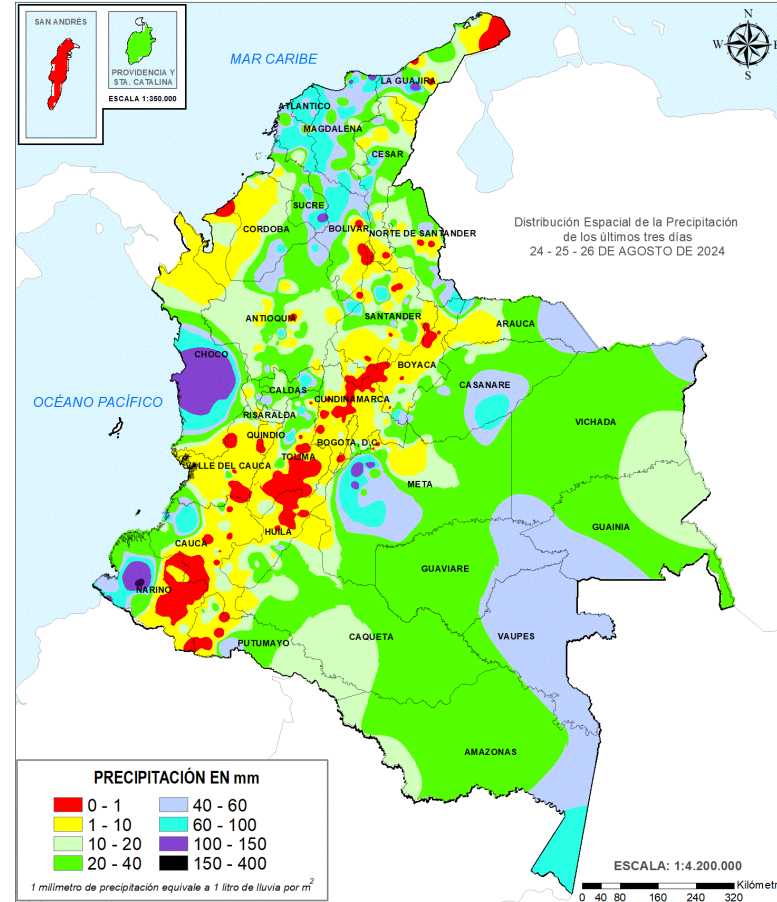 SAN ANDRÉS
PROVIDENCIA Y
STA. CATALINA
ESCALA 1:350.000
MAR CARIBE
N
W
E
S
LA GUAJIRA
ATLANTICO
MAGDALENA
CESAR
SUCRE
CORDOBA
BOLIVAR
NORTE DE SANTANDER
Distribución Espacial de la Precipitación
de los últimos tres días
24 - 25 - 26 DE AGOSTO DE 2024
ANTIOQUIA
SANTANDER
ARAUCA
CHOCO
BOYACA
CASANARE
OCÉANO PACÍFICO
CALDAS
CUNDINAMARCA
RISARALDA
VICHADA
QUINDIO
BOGOTA, D.C.
TOLIMA
VALLE DEL CAUCA
META
GUAINIA
HUILA
CAUCA
GUAVIARE
NARIÑO
PUTUMAYO
CAQUETA
VAUPES
AMAZONAS
PRECIPITACIÓN EN mm
0 - 1
1 - 10
10 - 20
20 - 40
40 - 60
60 - 100
100 - 150
150 - 400
1 milímetro de precipitación equivale a 1 litro de lluvia por m2
ESCALA: 1:4.200.000
Kilómet
0 40 80 160 240 320